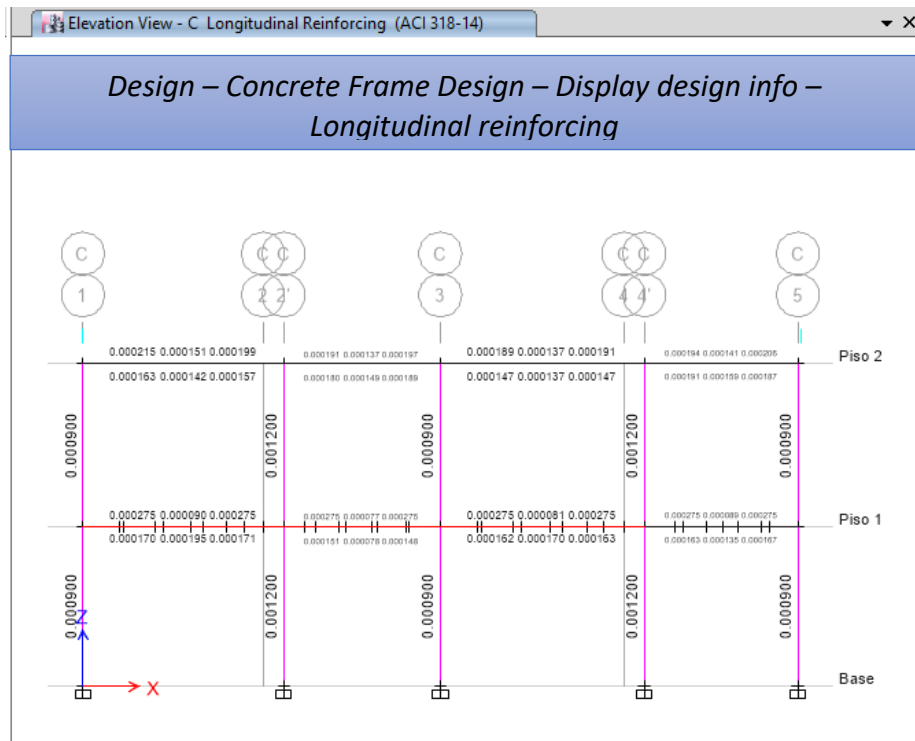 Elevation View - C Longitudinal Reinforcing (ACI 318-14)
Design – Concrete Frame Design – Display design info –
Longitudinal reinforcing
C C C C C C C
1 2 2' 3 4 4' 5
0.000215 0.000151 0.000199 0.000191 0.000137 0.000197 0.000189 0.000137 0.000191 0.000194 0.000141 0.000205
Piso 2
0.000163 0.000142 0.000157 0.000180 0.000149 0.000189 0.000147 0.000137 0.000147 0.000191 0.000159 0.000187
0.000900 0.001200 0.000900 0.001200 0.000900
0.000275 0.000090 0.000275 0.000275 0.000077 0.000275 0.000275 0.000081 0.000275 0.000275 0.000089 0.000275
Piso 1
0.000170 0.000195 0.000171 0.000151 0.000078 0.000148 0.000162 0.000170 0.000163 0.000163 0.000135 0.000167
0.000900 0.001200 0.000900 0.001200 0.000900
Z
X
Base